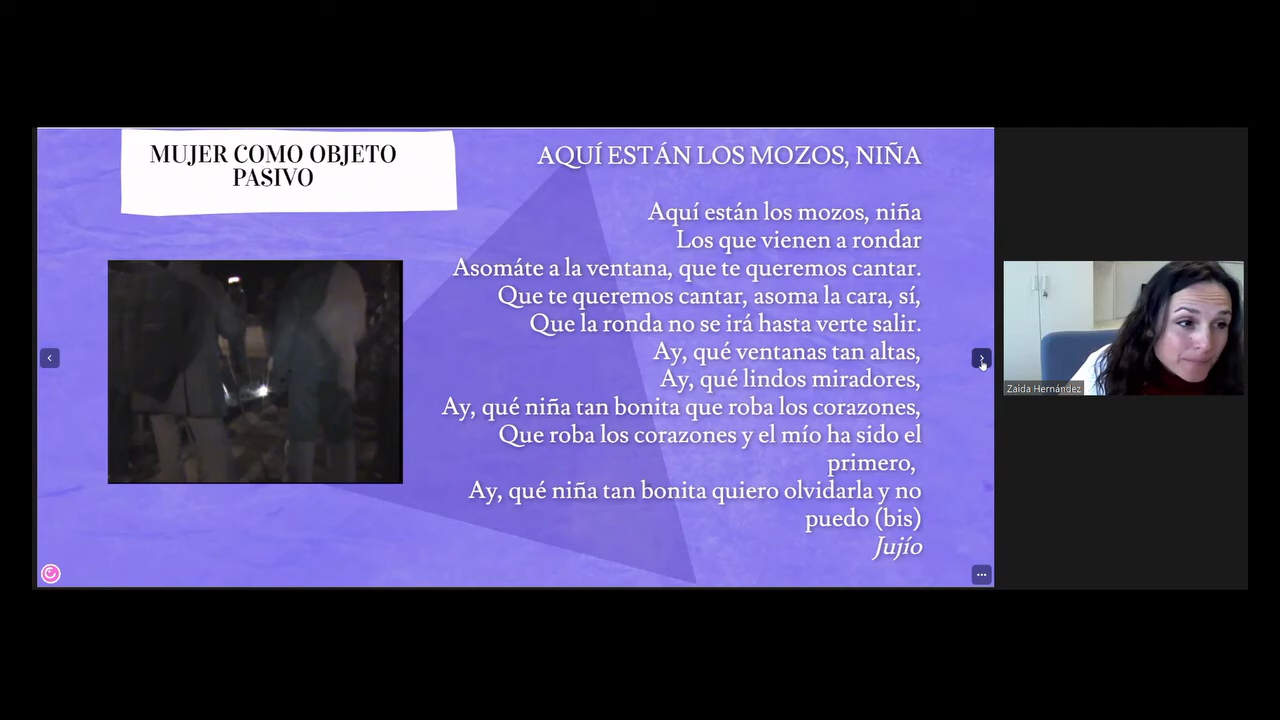 MUJER COMO OBJETO
PASIVO
AQUÍ ESTÁN LOS MOZOS, NIÑA
Aquí están los mozos, niña
Los que vienen a rondar
Asomáte a la ventana, que te queremos cantar.
Que te queremos cantar, asoma la cara, sí,
Que la ronda no se irá hasta verte salir.
Ay, qué ventanas tan altas,
Ay, qué lindos miradores,
Ay, qué niña tan bonita que roba los corazones,
Que roba los corazones y el mío ha sido el
primero,
Ay, qué niña tan bonita quiero olvidarla y no
puedo (bis)
Jujío
Zaida Hernández